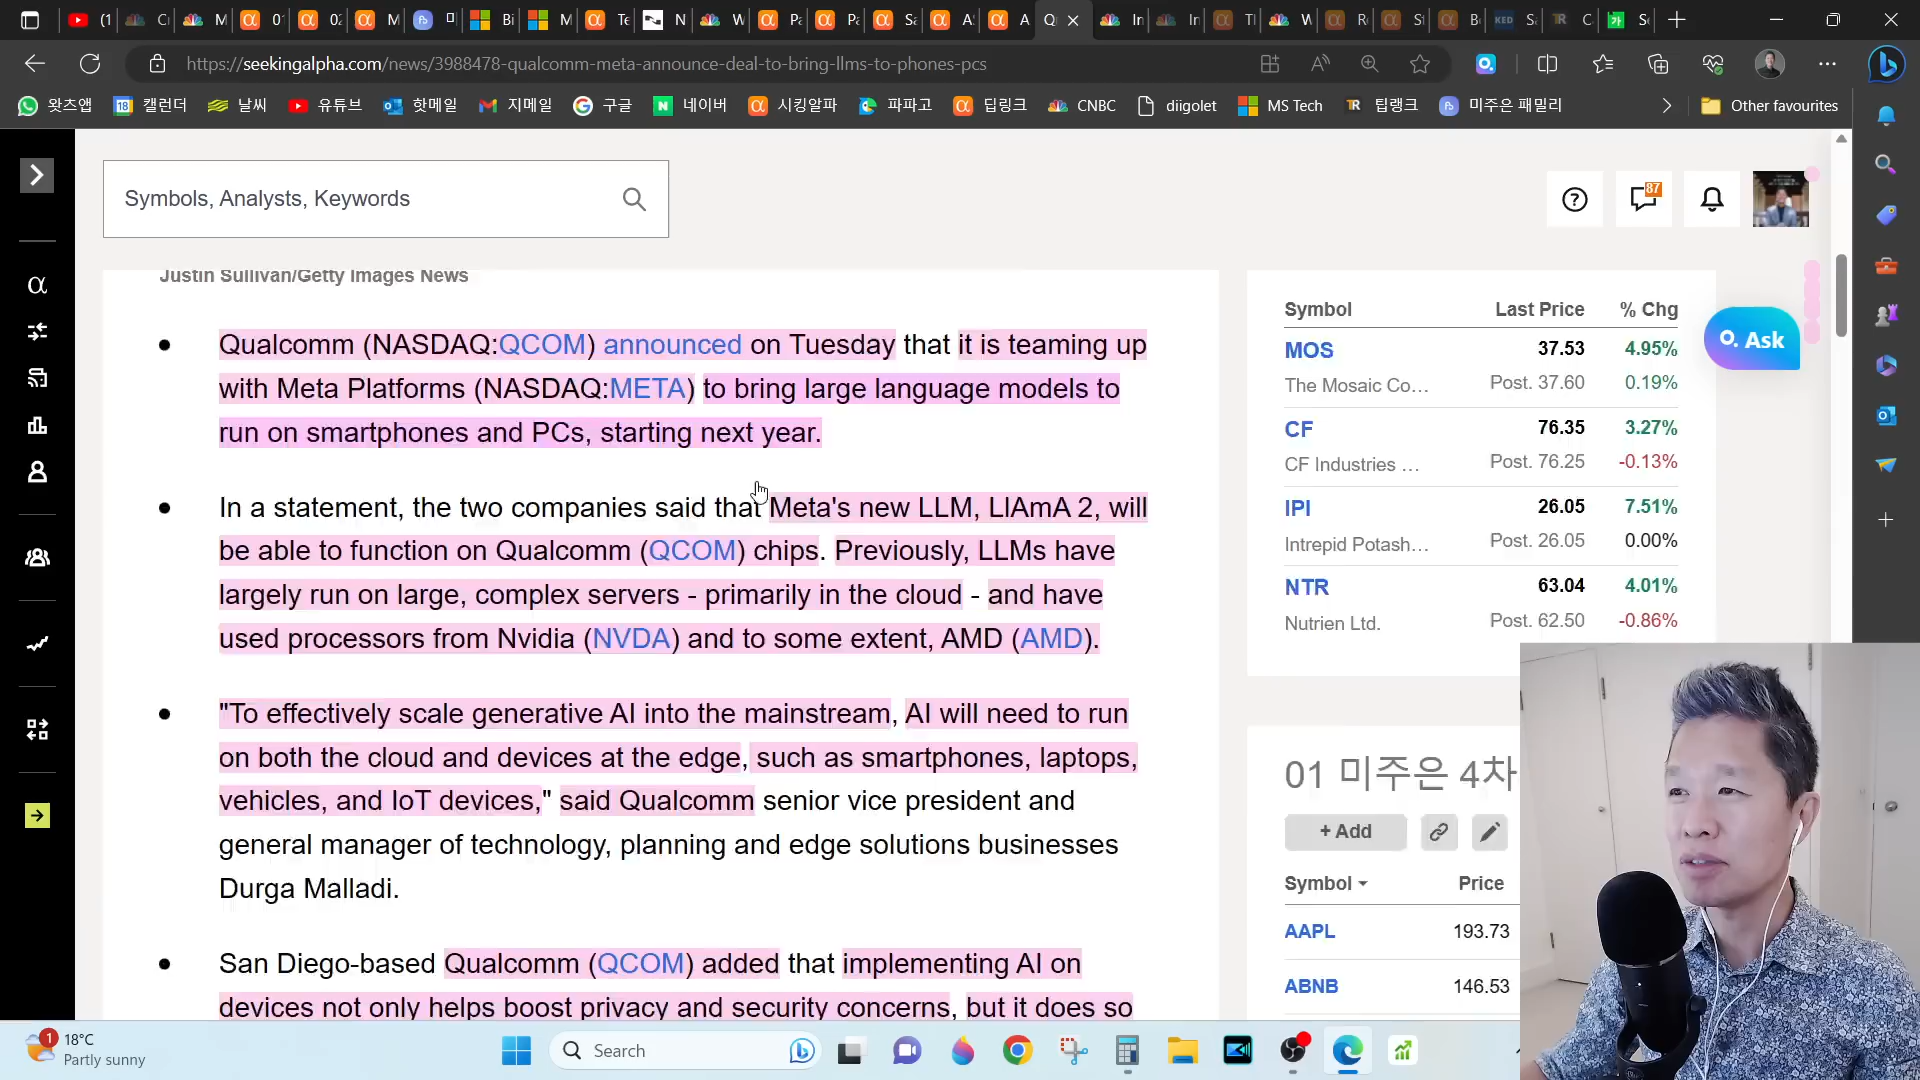 https://seekingalpha.com/news/3988478-qualcomm-meta-announce-deal-to-bring-llms-to-phones-pcs
왓츠앱 캘린더 날씨 유튜브 핫메일 지메일 구글 네이버 시킹알파 파파고 딥링크 CNBC diigolet MS Tech 팁랭크 미주은 패밀리 Other favourites
Symbols, Analysts, Keywords
87
Justin Sullivan/Getty Images News
Qualcomm (NASDAQ:QCOM) announced on Tuesday that it is teaming up
with Meta Platforms (NASDAQ:META) to bring large language models to
run on smartphones and PCs, starting next year.
In a statement, the two companies said that Meta's new LLM, LlAmA 2, will
be able to function on Qualcomm (QCOM) chips. Previously, LLMs have
largely run on large, complex servers - primarily in the cloud - and have
used processors from Nvidia (NVDA) and to some extent, AMD (AMD).
"To effectively scale generative AI into the mainstream, AI will need to run
on both the cloud and devices at the edge, such as smartphones, laptops,
vehicles, and IoT devices," said Qualcomm senior vice president and
general manager of technology, planning and edge solutions businesses
Durga Malladi.
San Diego-based Qualcomm (QCOM) added that implementing AI on
devices not only helps boost privacy and security concerns, but it does so
Symbol Last Price % Chg
MOS 37.53 4.95%
The Mosaic Co... Post. 37.60 0.19%
CF 76.35 3.27%
CF Industries ... Post. 76.25 -0.13%
IPI 26.05 7.51%
Intrepid Potash... Post. 26.05 0.00%
NTR 63.04 4.01%
Nutrien Ltd. Post. 62.50 -0.86%
Ask
01 미주은 4차
+ Add
Symbol Price
AAPL 193.73
ABNB 146.53
1
18°C
Partly sunny
Search